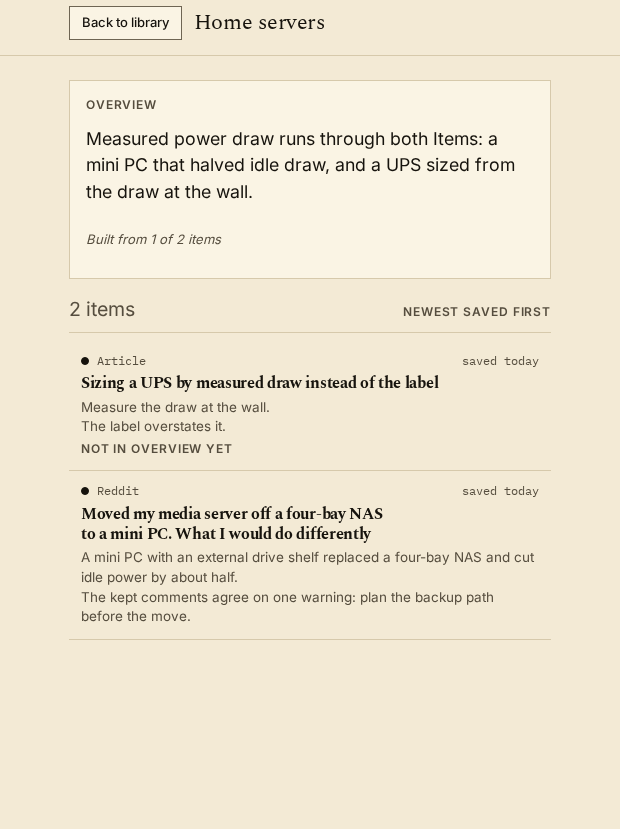 Back to library
Home servers
OVERVIEW
Measured power draw runs through both Items: a
mini PC that halved idle draw, and a UPS sized from
the draw at the wall.
Built from 1 of 2 items
2 items
NEWEST SAVED FIRST
Article
saved today
Sizing a UPS by measured draw instead of the label
Measure the draw at the wall.
The label overstates it.
NOT IN OVERVIEW YET
Reddit
saved today
Moved my media server off a four-bay NAS
to a mini PC. What I would do differently
A mini PC with an external drive shelf replaced a four-bay NAS and cut
idle power by about half.
The kept comments agree on one warning: plan the backup path
before the move.